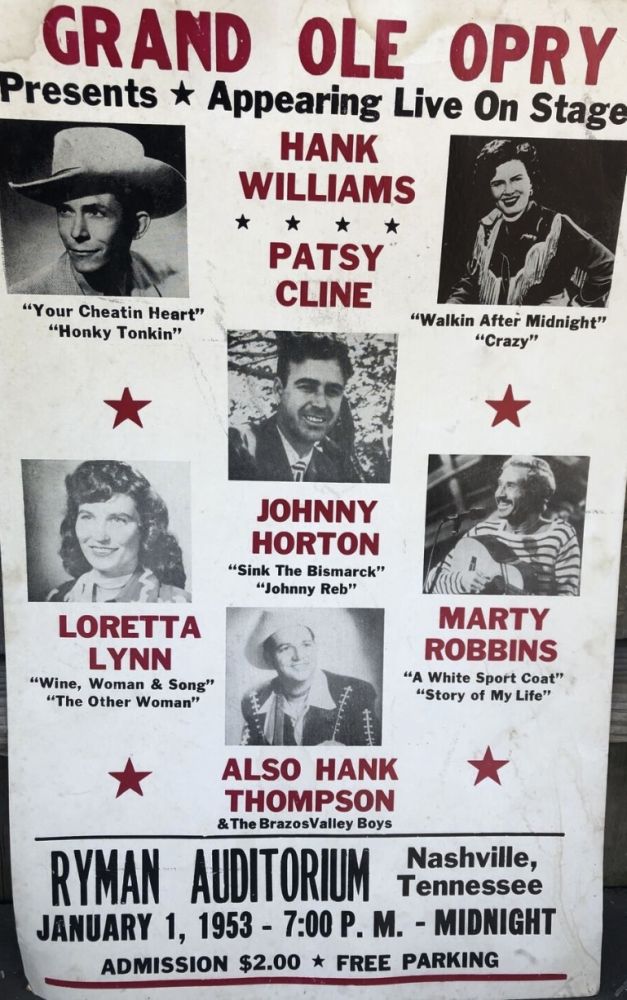 GRAND OLE OPRY
Presents ★ Appearing Live On Stage
HANK
WILLIAMS
★ ★ ★ ★
PATSY
CLINE
“Your Cheatin Heart”
“Honky Tonkin”
“Walkin After Midnight”
“Crazy”
JOHNNY
HORTON
“Sink The Bismarck”
“Johnny Reb”
LORETTA
LYNN
“Wine, Woman & Song”
“The Other Woman”
MARTY
ROBBINS
“A White Sport Coat”
“Story of My Life”
ALSO HANK
THOMPSON
& The BrazosValley Boys
RYMAN AUDITORIUM
Nashville,
Tennessee
JANUARY 1, 1953 - 7:00 P. M. - MIDNIGHT
ADMISSION $2.00 ★ FREE PARKING